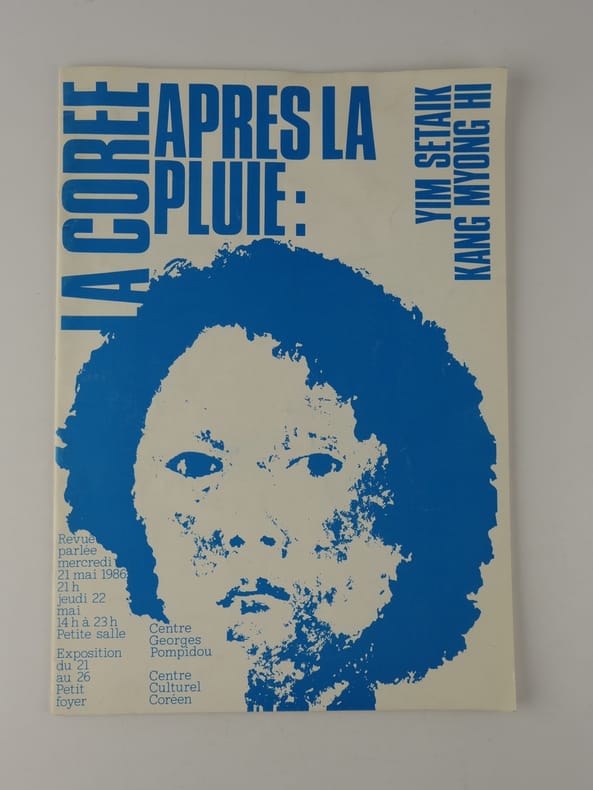 LA COREE
APRES LA
PLUIE :
YIM SETAIK
KANG MYONG HI
Revue
parlée
mercredi
21 mai 1986
21 h
jeudi 22
mai
14 h à 23 h
Petite salle
Exposition
du 21
au 26
Petit
foyer
Centre
Georges
Pompidou
Centre
Culturel
Coréen